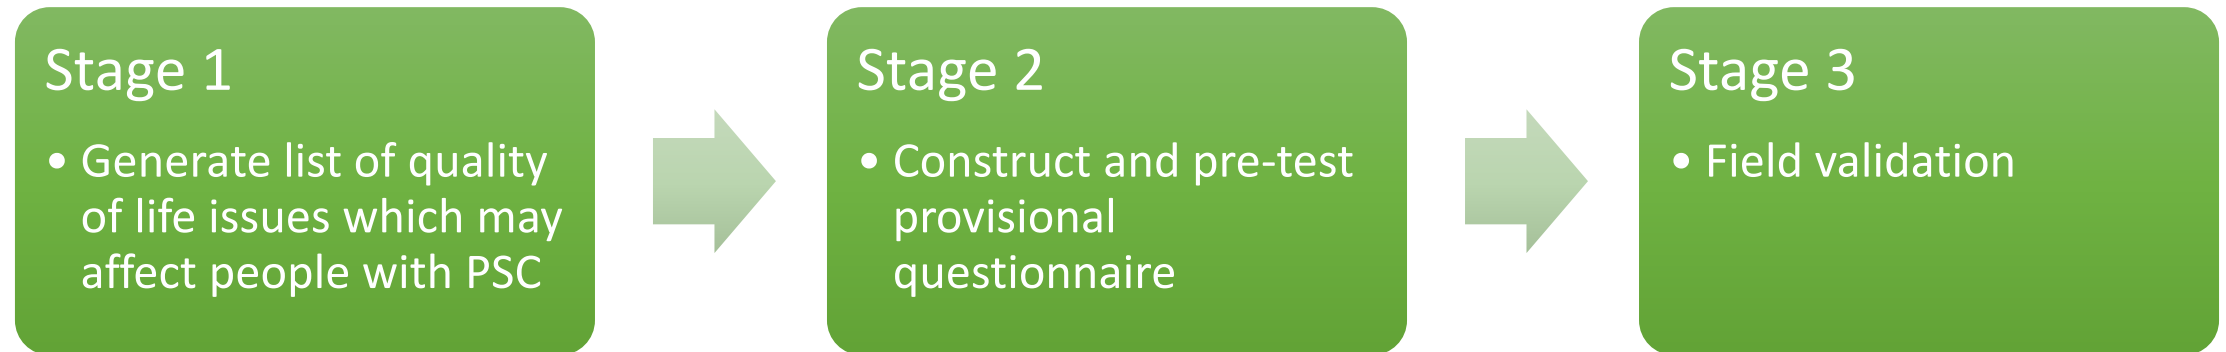 Stage 1
• Generate list of quality
of life issues which may
affect people with PSC
Stage 2
• Construct and pre-test
provisional
questionnaire
Stage 3
• Field validation